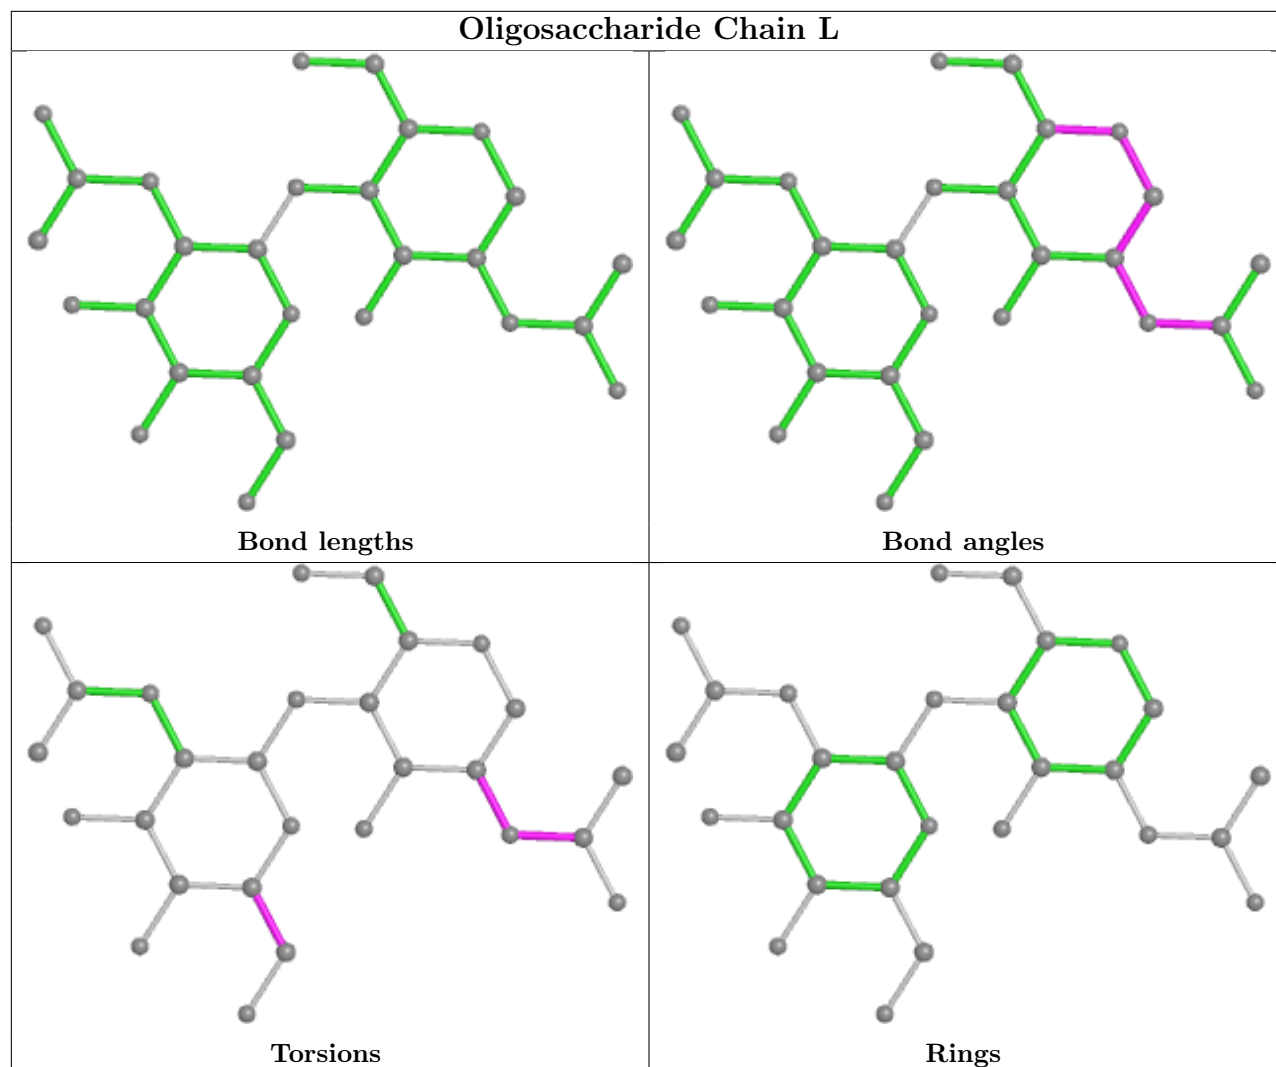 Oligosaccharide Chain L
Bond lengths
Bond angles
Torsions
Rings